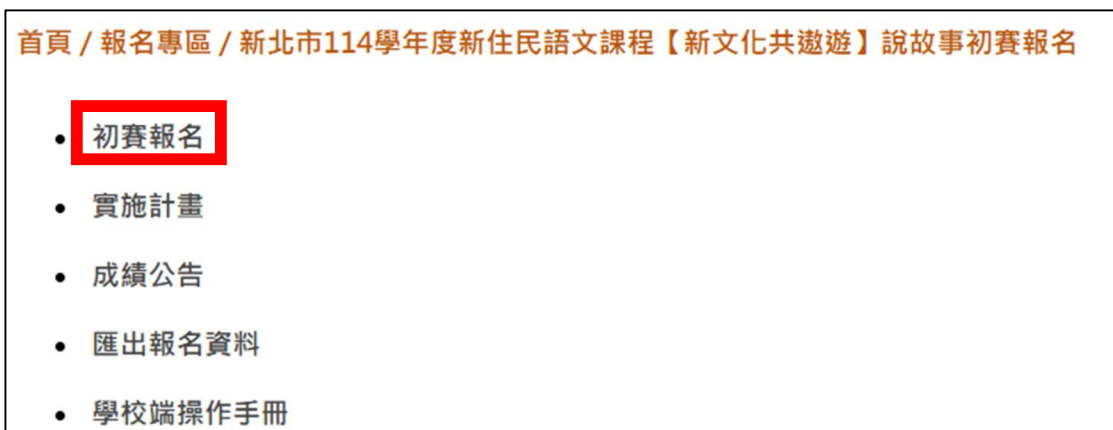 首頁 / 報名專區 / 新北市114學年度新住民語文課程【新文化共遨遊】說故事初賽報名
初賽報名
實施計畫
成績公告
匯出報名資料
學校端操作手冊